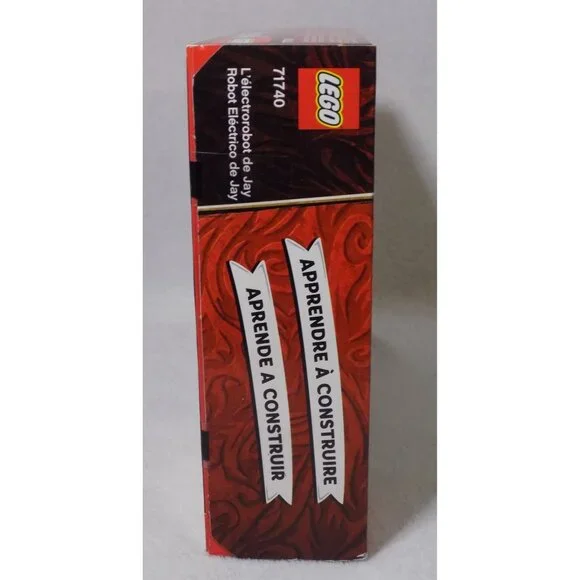 LEGO
71740
L'électrorobot de Jay
Robot Eléctrico de Jay
APPRENDRE À CONSTRUIRE
APRENDE A CONSTRUIR